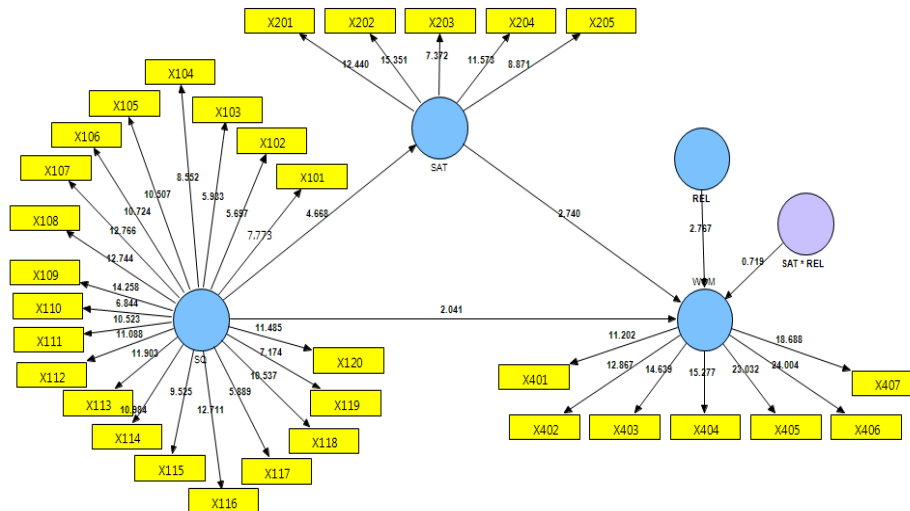 X201
X202
X203
X204
X205
12.440
15.351
7.372
11.573
8.871
SAT
X104
X105
X103
X106
X102
X107
X101
X108
8.552
5.983
10.507
5.697
10.724
7.773
12.766
12.744
4.668
2.740
REL
2.767
SAT * REL
0.719
X109
14.258
X110
6.844
X111
10.523
X112
11.088
11.903
SC
2.041
X113
10.984
X114
9.525
X115
12.711
X116
5.889
X117
10.537
X118
7.174
X119
11.485
X120
X401
11.202
X402
12.867
X403
14.639
X404
15.277
X405
23.032
X406
24.004
X407
18.688